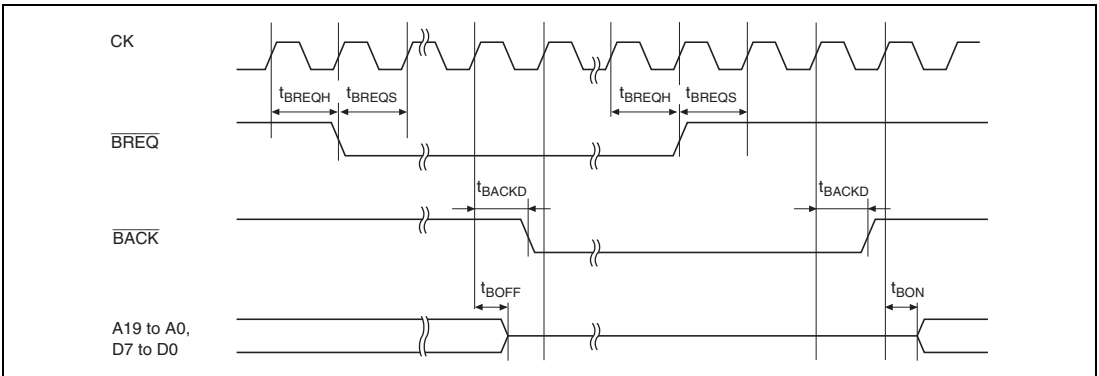 CK
tBREQH tBREQS tBREQH tBREQS
BREQ
tBACKD tBACKD
BACK
tBOFF tBON
A19 to A0,
D7 to D0